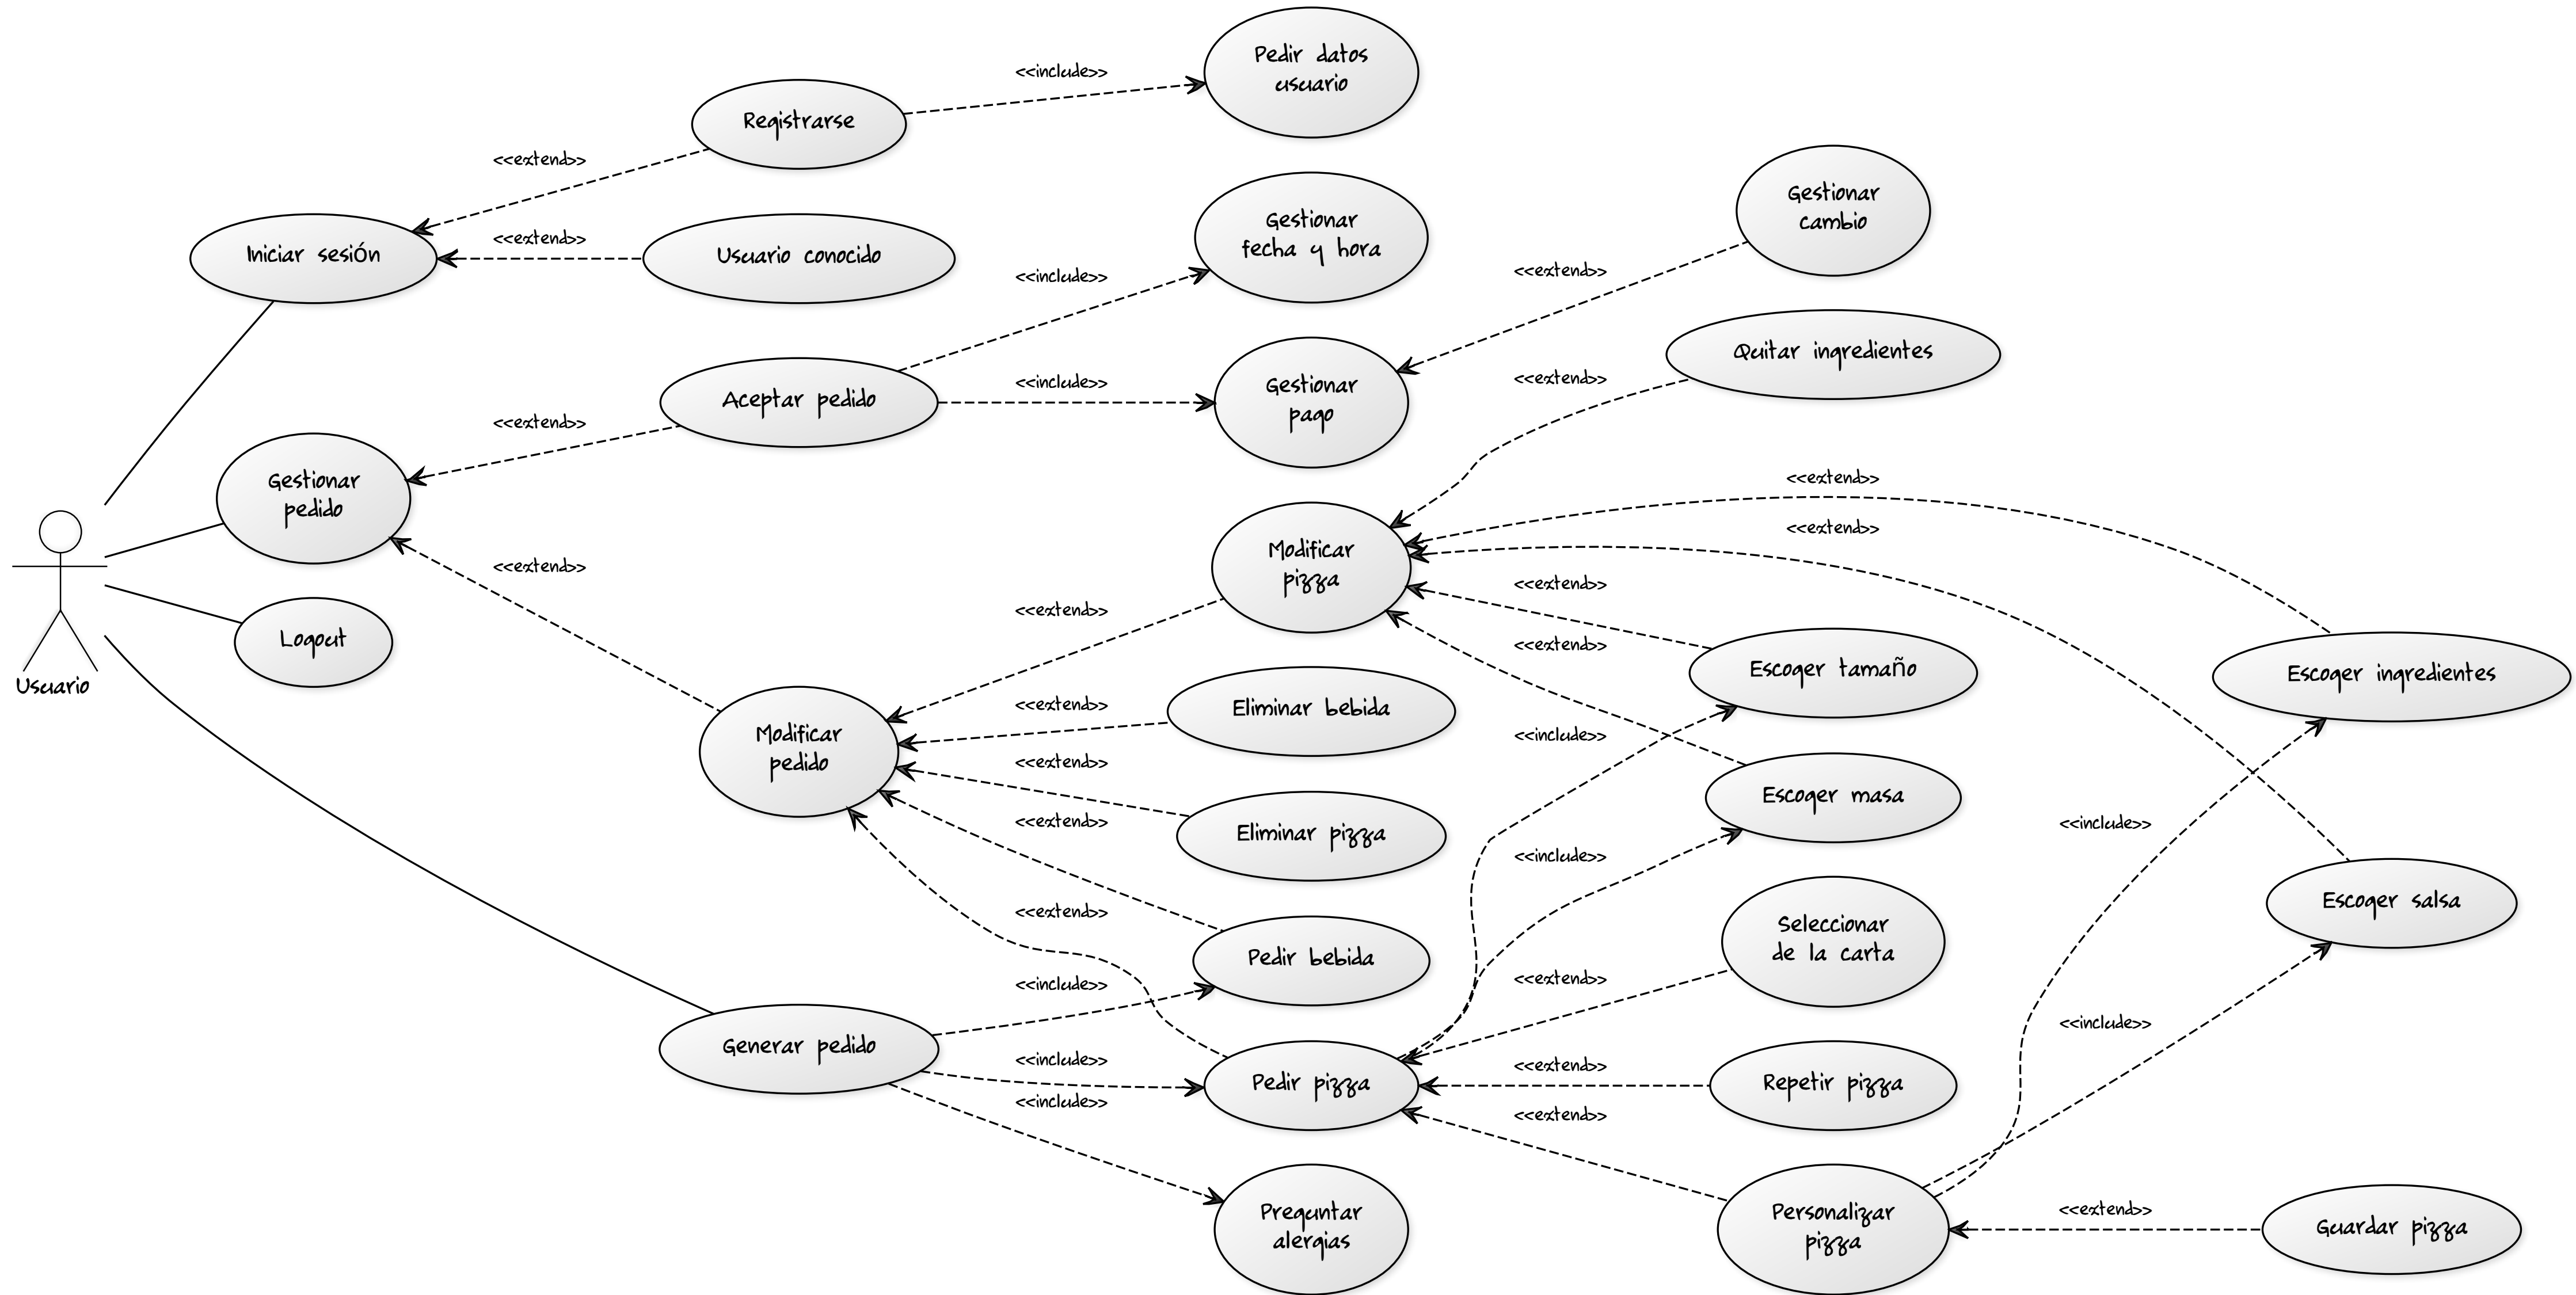 Pedir datos
usuario
<<include>>
Registrarse
<<extend>>
Gestionar
cambio
Gestionar
fecha y hora
Iniciar sesión
<<extend>>
Usuario conocido
<<include>>
<<extend>>
Quitar ingredientes
<<extend>>
Aceptar pedido
<<include>>
Gestionar
pago
<<extend>>
Gestionar
pedido
<<extend>>
<<extend>>
<<extend>>
Modificar
pizza
<<extend>>
<<extend>>
<<extend>>
Logout
Usuario
<<extend>>
Escoger tamaño
Escoger ingredientes
<<extend>>
Eliminar bebida
<<include>>
Modificar
pedido
<<extend>>
Escoger masa
<<extend>>
Eliminar pizza
<<include>>
<<include>>
<<extend>>
Seleccionar
de la carta
Escoger salsa
Pedir bebida
<<include>>
<<extend>>
<<include>>
Generar pedido
<<include>>
Pedir pizza
<<extend>>
Repetir pizza
<<include>>
<<extend>>
Preguntar
alergias
Personalizar
pizza
<<extend>>
Guardar pizza